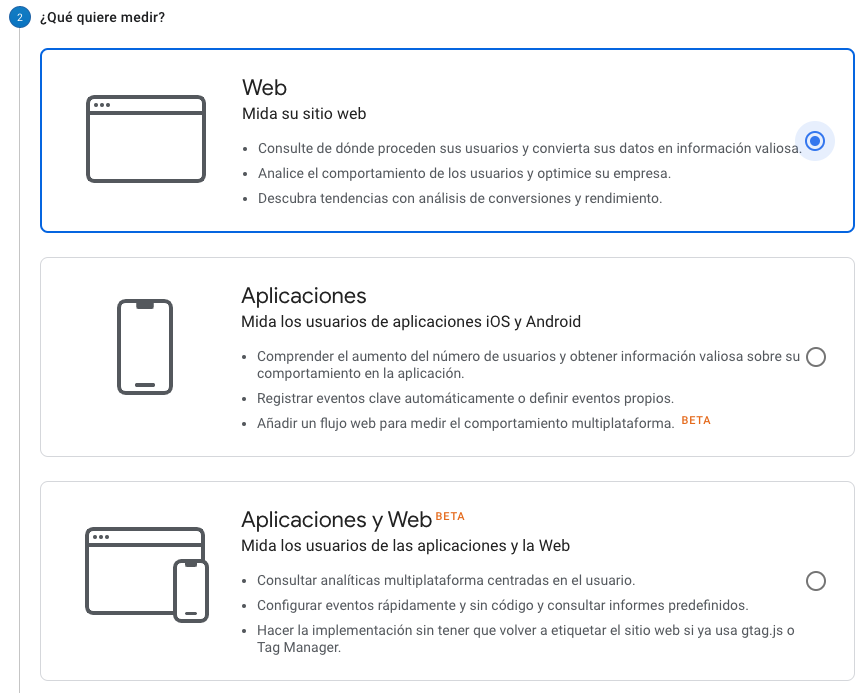 2 ¿Qué quiere medir?
Web
Mida su sitio web
• Consulte de dónde proceden sus usuarios y convierta sus datos en información valiosa.
• Analice el comportamiento de los usuarios y optimice su empresa.
• Descubra tendencias con análisis de conversiones y rendimiento.
Aplicaciones
Mida los usuarios de aplicaciones iOS y Android
• Comprender el aumento del número de usuarios y obtener información valiosa sobre su
comportamiento en la aplicación.
• Registrar eventos clave automáticamente o definir eventos propios.
• Añadir un flujo web para medir el comportamiento multiplataforma. BETA
Aplicaciones y Web BETA
Mida los usuarios de las aplicaciones y la Web
• Consultar analíticas multiplataforma centradas en el usuario.
• Configurar eventos rápidamente y sin código y consultar informes predefinidos.
• Hacer la implementación sin tener que volver a etiquetar el sitio web si ya usa gtag.js o
Tag Manager.